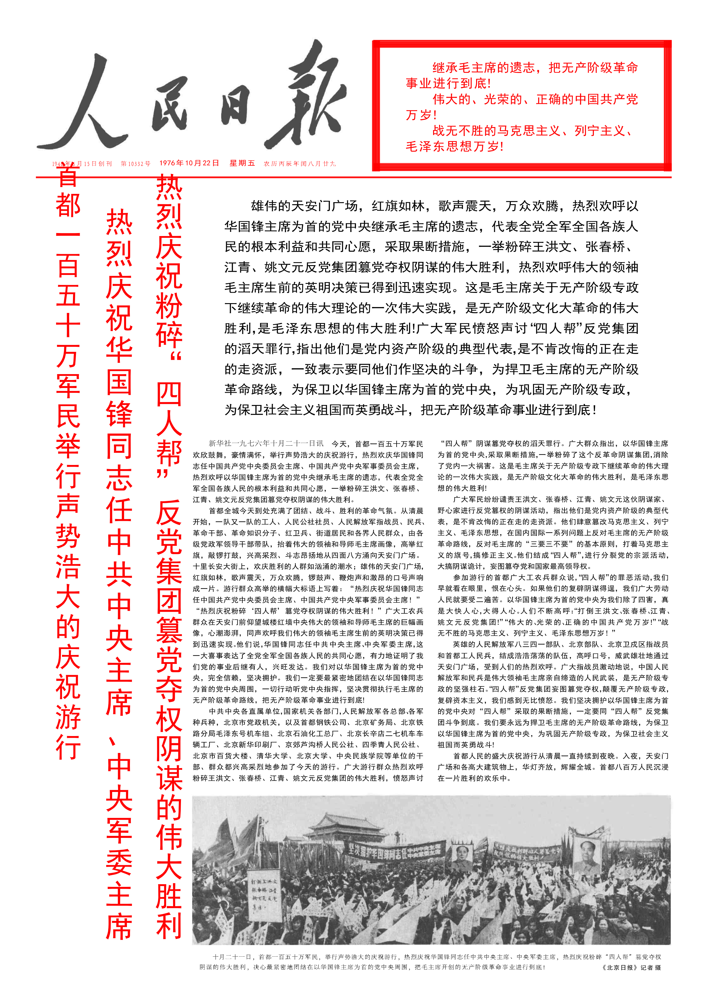 人民日报
1948年6月15日创刊 第10332号 1976年10月22日 星期五 农历丙辰年闰八月廿九
继承毛主席的遗志，把无产阶级革命
事业进行到底！
伟大的、光荣的、正确的中国共产党
万岁！
战无不胜的马克思主义、列宁主义、
毛泽东思想万岁！
首都一百五十万军民举行声势浩大的庆祝游行
热烈庆祝华国锋同志任中共中央主席、中央军委主席
热烈庆祝粉碎“四人帮”反党集团篡党夺权阴谋的伟大胜利
雄伟的天安门广场，红旗如林，歌声震天，万众欢腾，热烈欢呼以
华国锋主席为首的党中央继承毛主席的遗志，代表全党全军全国各族人
民的根本利益和共同心愿，采取果断措施，一举粉碎王洪文、张春桥、
江青、姚文元反党集团篡党夺权阴谋的伟大胜利，热烈欢呼伟大的领袖
毛主席生前的英明决策已得到迅速实现。这是毛主席关于无产阶级专政
下继续革命的伟大理论的一次伟大实践，是无产阶级文化大革命的伟大
胜利，是毛泽东思想的伟大胜利！广大军民愤怒声讨“四人帮”反党集团
的滔天罪行，指出他们是党内资产阶级的典型代表，是不肯改悔的正在走
的走资派，一致表示要同他们作坚决的斗争，为捍卫毛主席的无产阶级
革命路线，为保卫以华国锋主席为首的党中央，为巩固无产阶级专政，
为保卫社会主义祖国而英勇战斗，把无产阶级革命事业进行到底！
新华社一九七六年十月二十一日讯 今天，首都一百五十万军民
欢欣鼓舞，豪情满怀，举行声势浩大的庆祝游行，热烈欢庆华国锋同
志任中国共产党中央委员会主席、中国共产党中央军事委员会主席，
热烈欢呼以华国锋主席为首的党中央继承毛主席的遗志，代表全党全
军全国各族人民的根本利益和共同心愿，一举粉碎王洪文、张春桥、
江青、姚文元反党集团篡党夺权阴谋的伟大胜利。
首都全城今天到处充满了团结、战斗、胜利的革命气氛。从清晨
开始，一队又一队的工人、人民公社社员、人民解放军指战员、民兵、
革命干部、革命知识分子、红卫兵、街道居民和各界人民群众，由各
级党政军领导干部带队，抬着伟大的领袖和导师毛主席画像，高举红
旗，敲锣打鼓，兴高采烈、斗志昂扬地从四面八方涌向天安门广场。
十里长安大街上，欢庆胜利的人群如汹涌的潮水；雄伟的天安门广场，
红旗如林，歌声震天，万众欢腾，锣鼓声、鞭炮声和激昂的口号声响
成一片。游行群众高举的横幅大标语上写着：“热烈庆祝华国锋同志
任中国共产党中央委员会主席、中国共产党中央军事委员会主席！”
“热烈庆祝粉碎‘四人帮’篡党夺权阴谋的伟大胜利！”广大工农兵
群众在天安门前仰望城楼红墙中央伟大的领袖和导师毛主席的巨幅画
像，心潮澎湃，同声欢呼我们伟大的领袖毛主席生前的英明决策已得
到迅速实现。他们说，华国锋同志任中共中央主席、中央军委主席，这
一大喜事表达了全党全军全国各族人民的共同心愿，有力地证明了我
们党的事业后继有人，兴旺发达。我们对以华国锋主席为首的党中
央，完全信赖，坚决拥护。我们一定要最紧密地团结在以华国锋同志
为首的党中央周围，一切行动听党中央指挥，坚决贯彻执行毛主席的
无产阶级革命路线，把无产阶级革命事业进行到底！
中共中央各直属单位，国家机关各部门，人民解放军各总部、各军
种兵种，北京市党政机关，以及首都钢铁公司、北京矿务局、北京铁
路分局毛泽东号机车组、北京石油化工总厂、北京长辛店二七机车车
辆工厂、北京新华印刷厂、京郊芦沟桥人民公社、四季青人民公社、
北京市百货大楼、清华大学、北京大学、中央民族学院等单位的干
部、群众都兴高采烈地参加了今天的游行。广大游行群众热烈欢呼
粉碎王洪文、张春桥、江青、姚文元反党集团的伟大胜利，愤怒声讨
“四人帮”阴谋篡党夺权的滔天罪行。广大群众指出，以华国锋主席
为首的党中央，采取果断措施，一举粉碎了这个反革命阴谋集团，消除
了党内一大祸害。这是毛主席关于无产阶级专政下继续革命的伟大理
论的一次伟大实践，是无产阶级文化大革命的伟大胜利，是毛泽东思
想的伟大胜利！
广大军民纷纷谴责王洪文、张春桥、江青、姚文元这伙阴谋家、
野心家进行反党篡权的阴谋活动，指出他们是党内资产阶级的典型代
表，是不肯改悔的正在走的走资派。他们肆意篡改马克思主义、列宁
主义、毛泽东思想，在国内国际一系列问题上反对毛主席的无产阶级
革命路线，反对毛主席的“三要三不要”的基本原则，打着马克思主
义的旗号，搞修正主义。他们结成“四人帮”，进行分裂党的宗派活动，
大搞阴谋诡计，妄图篡夺党和国家最高领导权。
参加游行的首都广大工农兵群众说，“四人帮”的罪恶活动，我们
早就看在眼里，恨在心头。如果他们的复辟阴谋得逞，我们广大劳动
人民就要受二遍苦。以华国锋主席为首的党中央为我们除了四害，真
是大快人心，大得人心。人们不断高呼：“打倒王洪文、张春桥、江青、
姚文元反党集团！”“伟大的、光荣的、正确的中国共产党万岁！”“战
无不胜的马克思主义、列宁主义、毛泽东思想万岁！”
英雄的人民解放军八三四一部队、北京部队、北京卫戍区指战员
和首都工人民兵，结成浩浩荡荡的队伍，高呼口号，威武雄壮地通过
天安门广场，受到人们的热烈欢呼。广大指战员激动地说，中国人民
解放军和民兵是伟大领袖毛主席亲自缔造的人民武装，是无产阶级专
政的坚强柱石。“四人帮”反党集团妄图篡党夺权，颠覆无产阶级专政，
复辟资本主义，我们感到无比愤怒。我们坚决拥护以华国锋主席为首
的党中央对“四人帮”采取的果断措施，一定要同“四人帮”反党集
团斗争到底。我们要永远为捍卫毛主席的无产阶级革命路线，为保卫
以华国锋主席为首的党中央，为巩固无产阶级专政，为保卫社会主义
祖国而英勇战斗！
首都人民的盛大庆祝游行从清晨一直持续到夜晚。入夜，天安门
广场和各高大建筑物上，华灯齐放，辉耀全城。首都八百万人民沉浸
在一片胜利的欢乐中。
坚决拥护华国锋同志任中共中央主席
中央军委主席
打倒王洪文
张春桥 江青
姚文元反党
集团！
十月二十一日，首都一百五十万军民，举行声势浩大的庆祝游行，热烈庆祝华国锋同志任中共中央主席、中央军委主席，热烈庆祝粉碎“四人帮”篡党夺权
阴谋的伟大胜利，决心最紧密地团结在以华国锋主席为首的党中央周围，把毛主席开创的无产阶级革命事业进行到底！ 《北京日报》记者 摄